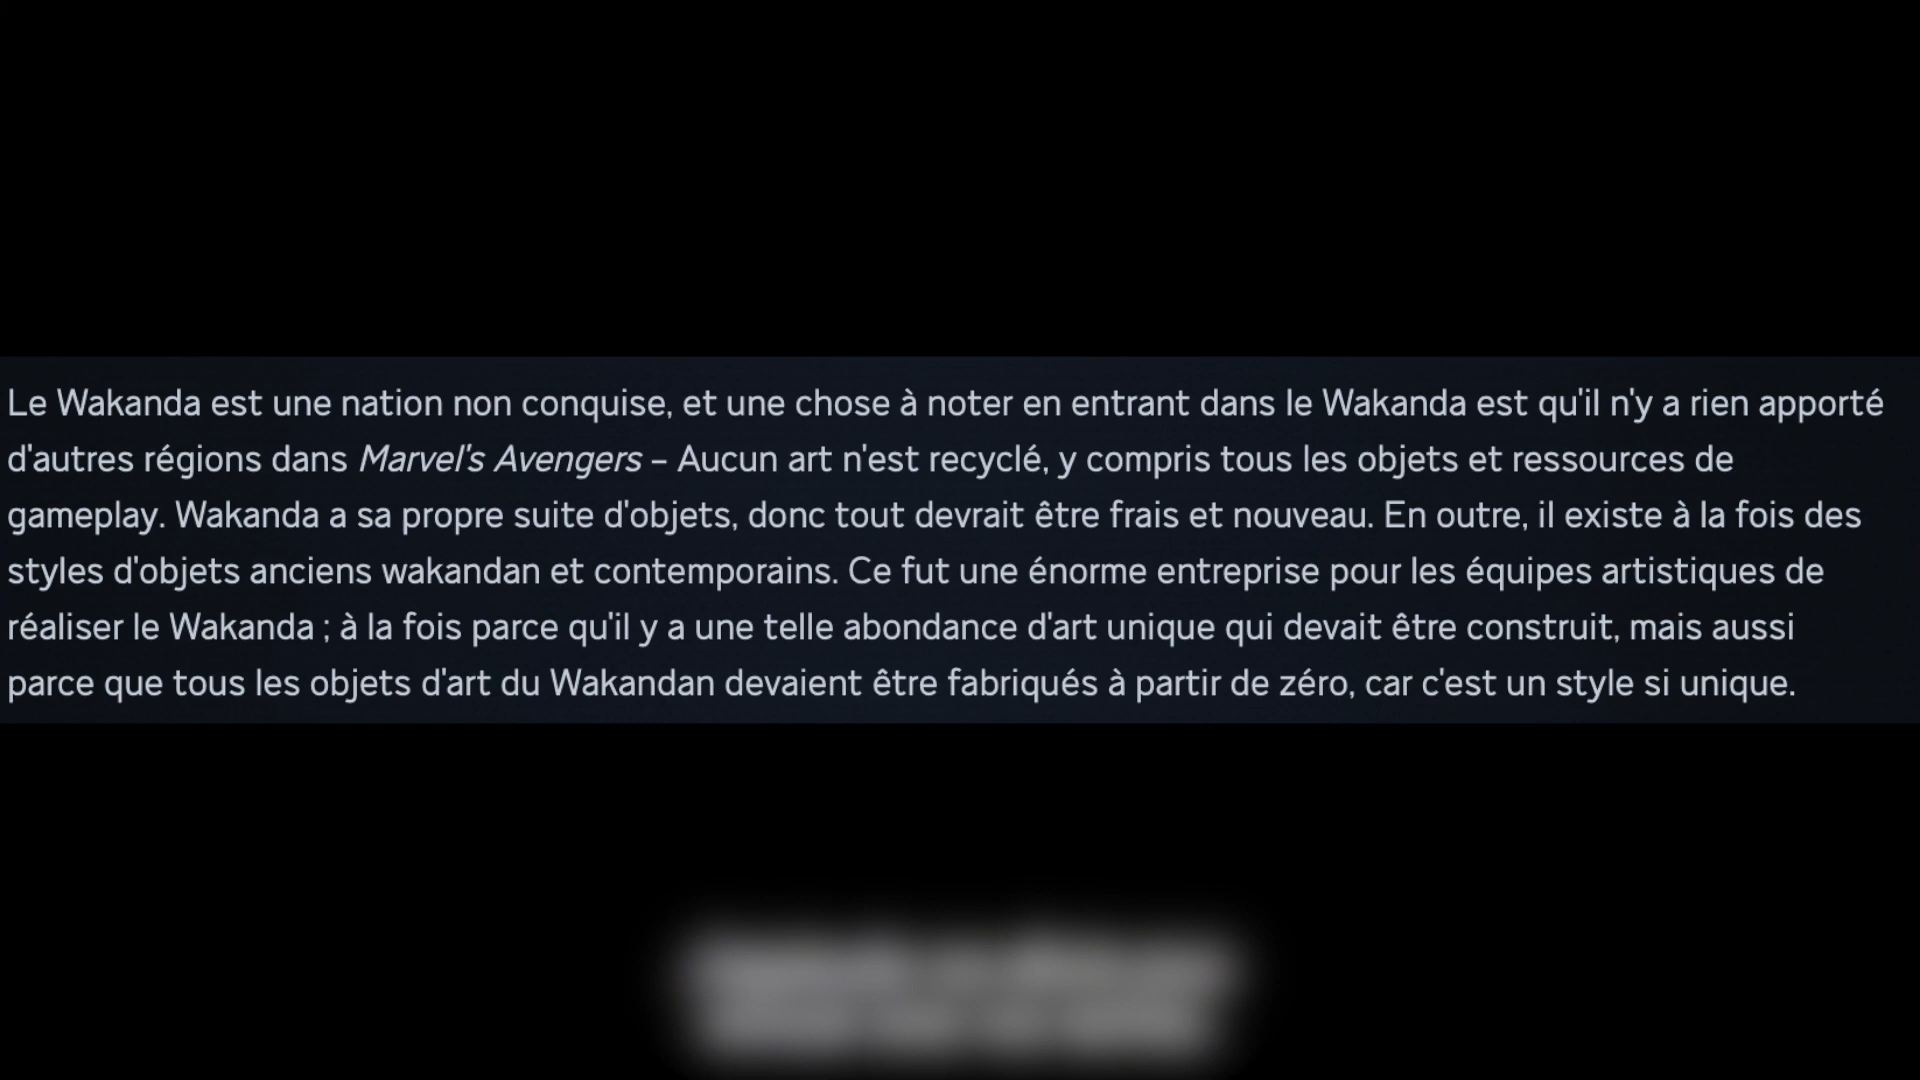 Le Wakanda est une nation non conquise, et une chose à noter en entrant dans le Wakanda est qu'il n'y a rien apporté
d'autres régions dans Marvel's Avengers – Aucun art n'est recyclé, y compris tous les objets et ressources de
gameplay. Wakanda a sa propre suite d'objets, donc tout devrait être frais et nouveau. En outre, il existe à la fois des
styles d'objets anciens wakandan et contemporains. Ce fut une énorme entreprise pour les équipes artistiques de
réaliser le Wakanda ; à la fois parce qu'il y a une telle abondance d'art unique qui devait être construit, mais aussi
parce que tous les objets d'art du Wakandan devaient être fabriqués à partir de zéro, car c'est un style si unique.